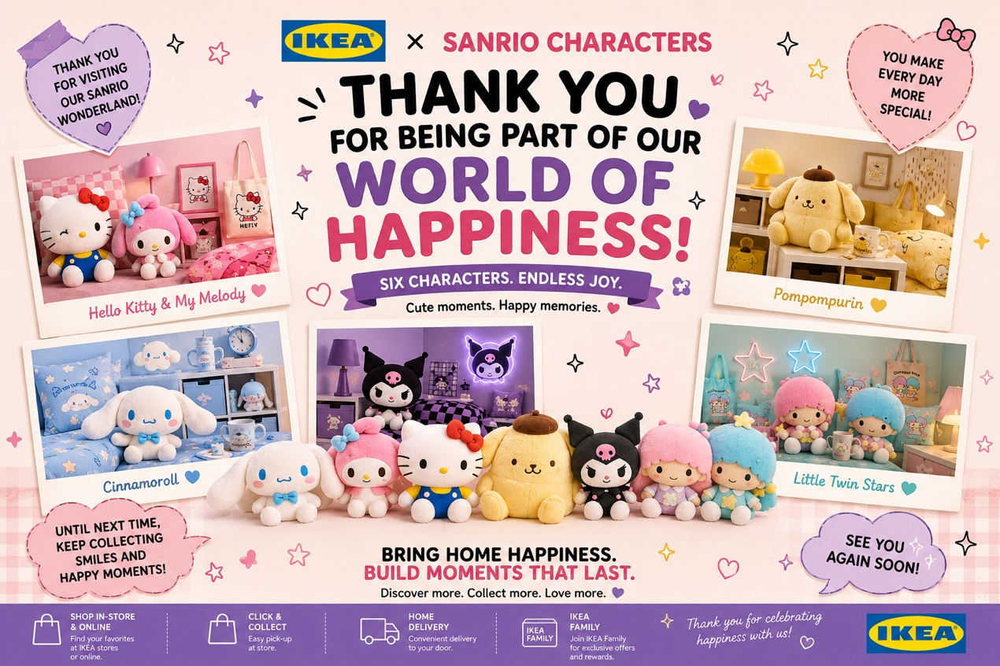 THANK YOU
FOR VISITING
OUR SANRIO
WONDERLAND!
IKEA
×
SANRIO CHARACTERS
THANK YOU
FOR BEING PART OF OUR
WORLD OF
HAPPINESS!
SIX CHARACTERS. ENDLESS JOY.
Cute moments. Happy memories.
YOU MAKE
EVERY DAY
MORE
SPECIAL!
Hello Kitty & My Melody
Pompompurin
Cinnamoroll
Little Twin Stars
UNTIL NEXT TIME,
KEEP COLLECTING
SMILES AND
HAPPY MOMENTS!
BRING HOME HAPPINESS.
BUILD MOMENTS THAT LAST.
Discover more. Collect more. Love more.
SEE YOU
AGAIN SOON!
SHOP IN-STORE
& ONLINE
Find your favorites
at IKEA stores
or online.
CLICK &
COLLECT
Easy pick-up
at store.
HOME
DELIVERY
Convenient delivery
to your door.
IKEA
FAMILY
IKEA
FAMILY
Join IKEA Family
for exclusive offers
and rewards.
Thank you for celebrating
happiness with us!
IKEA